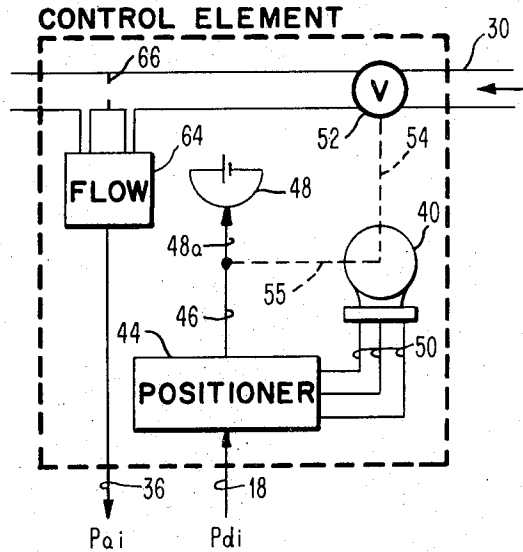 CONTROL ELEMENT
66
30
V
64
52
54
FLOW
48
40
48a
55
46
44
50
POSITIONER
36
18
Pai
Pdi